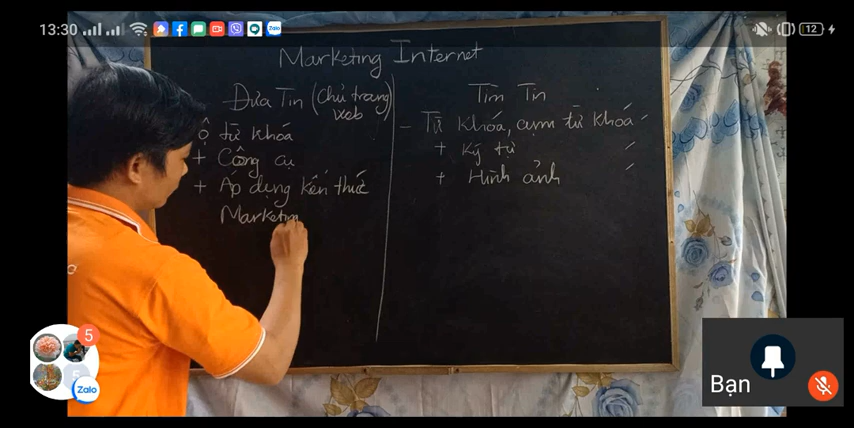 13:30
12
Marketing Internet
Đưa Tin (Chủ trang
web)
Từ khóa
+ Công cụ
+ Áp dụng kiến thức
Marketin
Tìm Tin
- Từ khóa, cụm từ khóa
+ Ký tự
+ Hình ảnh
5
Zalo
Bạn